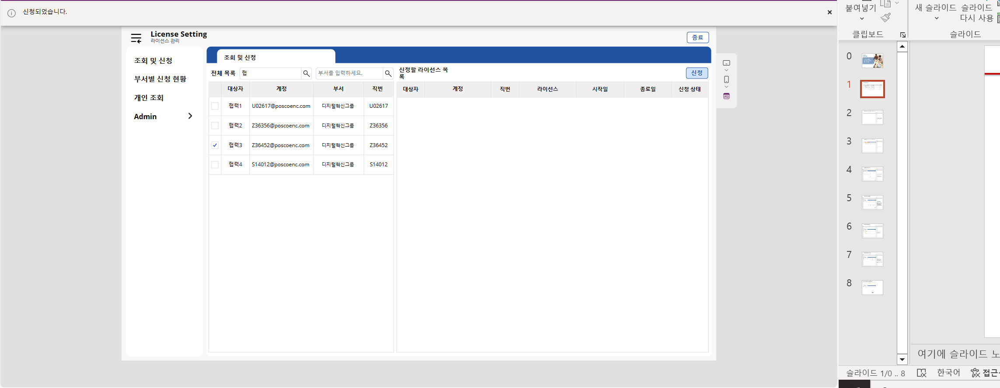 신청되었습니다.
License Setting
라이선스 관리
종료
조회 및 신청
부서별 신청 현황
개인 조회
Admin
조회 및 신청
전체 목록
협
부서를 입력하세요.
대상자 계정 부서 직번
협력1 U02617@poscoenc.com 디지털혁신그룹 U02617
협력2 Z36356@poscoenc.com 디지털혁신그룹 Z36356
협력3 Z36452@poscoenc.com 디지털혁신그룹 Z36452
협력4 S14012@poscoenc.com 디지털혁신그룹 S14012
신청할 라이선스 목
록
신청
대상자 계정 직번 라이선스 시작일 종료일 신청 상태
붙여넣기
클립보드
새 슬라이드
슬라이드
다시 사용
슬라이드
0
1
2
3
4
5
6
7
8
여기에 슬라이드 노
슬라이드 1/0 .. 8
한국어